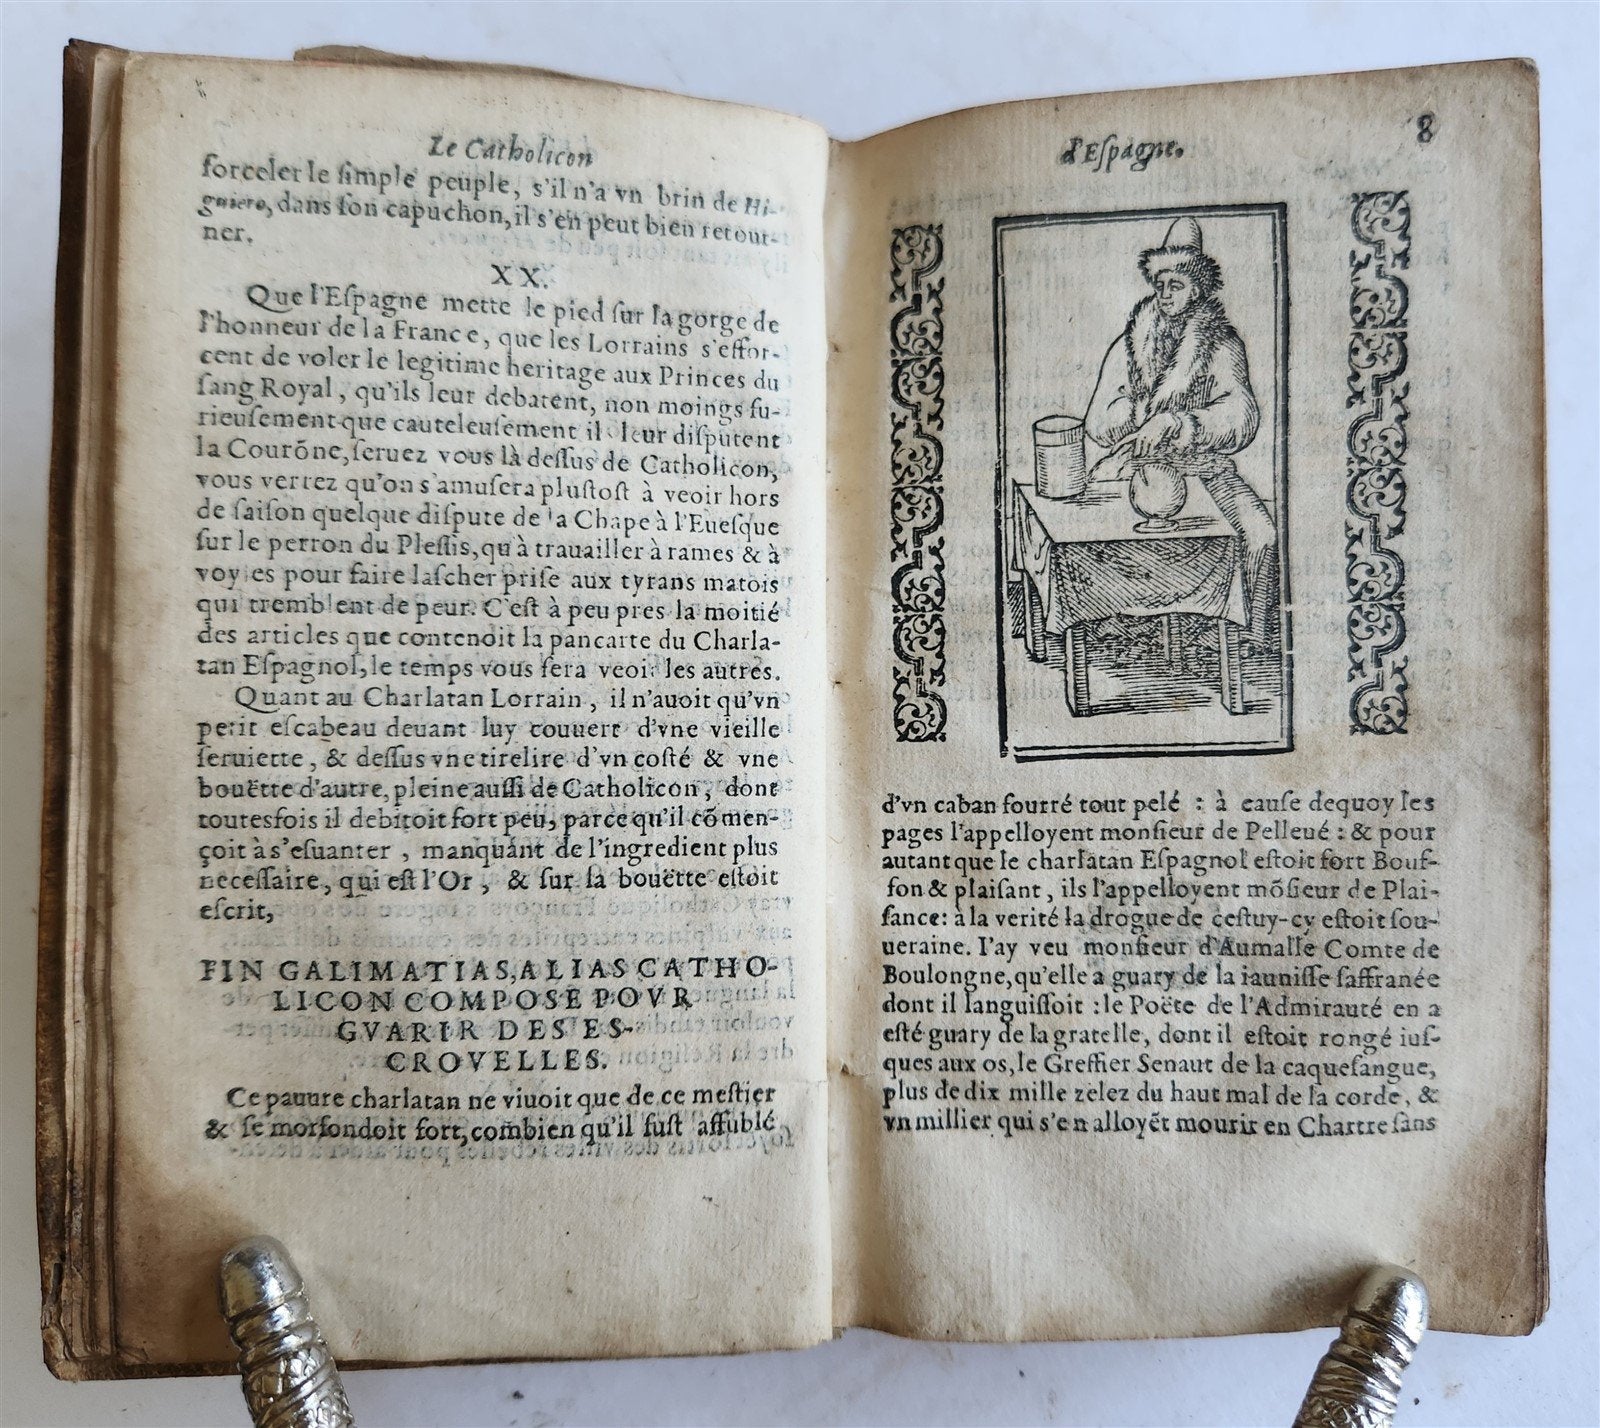 Le Catholicon
forceler le ſimple peuple, s'il n'a vn brin de Hi-
guiero, dans ſon capuchon, il s'en peut bien retour-
ner.
XX.
Que l'Eſpagne mette le pied ſur la gorge de
l'honneur de la France, que les Lorrains s'effor-
cent de voler le legitime heritage aux Princes du
ſang Royal, qu'ils leur debatent, non moings fu-
rieuſement que cauteleuſement il leur diſputent
la Courõne, ſeruez vous là deſſus de Catholicon,
vous verrez qu'on s'amuſera pluſtoſt à veoir hors
de ſaiſon quelque diſpute de la Chape à l'Eueſque
ſur le perron du Pleſſis, qu'à trauailler à rames & à
voyles pour faire laſcher priſe aux tyrans matois
qui tremblent de peur. C'eſt à peu pres la moitié
des articles que contenoit la pancarte du Charla-
tan Eſpagnol, le temps vous fera veoir les autres.
Quant au Charlatan Lorrain, il n'auoit qu'vn
petit eſcabeau deuant luy couuert d'vne vieille
ſeruiette, & deſſus vne tirelire d'vn coſté & vne
bouëtte d'autre, pleine auſſi de Catholicon, dont
toutesfois il debitoit fort peu, parce qu'il cõmen-
çoit à s'eſuanter, manquant de l'ingredient plus
neceſſaire, qui eſt l'Or, & ſur la bouëtte eſtoit
eſcrit,
FIN GALIMATIAS, ALIAS CATHO-
LICON COMPOSE POVR
GVARIR DES ES-
CROVELLES.
Ce pauure charlatan ne viuoit que de ce meſtier
& ſe morfondoit fort, combien qu'il fuſt affublé
d'Eſpagne.
8
d'vn caban fourré tout pelé : à cauſe dequoy les
pages l'appelloyent monſieur de Pelleué : & pour
autant que le charlatan Eſpagnol eſtoit fort Bouf-
fon & plaiſant, ils l'appelloyent mõſieur de Plai-
ſance: à la verité la drogue de ceſtuy-cy eſtoit ſou-
ueraine. I'ay veu monſieur d'Aumalle Comte de
Boulongne, qu'elle a guary de la iauniſſe ſaffranée
dont il languiſſoit : le Poëte de l'Admirauté en a
eſté guary de la gratelle, dont il eſtoit rongé iuſ-
ques aux os, le Greffier Senaut de la caqueſangue,
plus de dix mille zelez du haut mal de la corde, &
vn millier qui s'en alloyẽt mourir en Chartre ſans